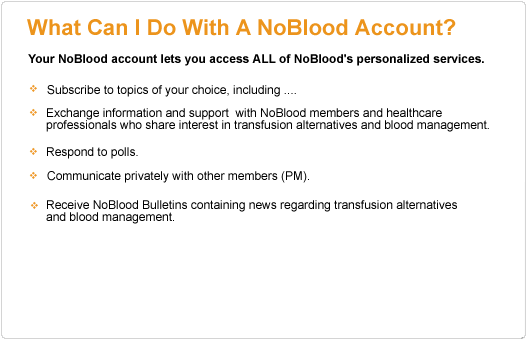 What Can I Do With A NoBlood Account?
Your NoBlood account lets you access ALL of NoBlood's personalized services.
Subscribe to topics of your choice, including ....
Exchange information and support with NoBlood members and healthcare
professionals who share interest in transfusion alternatives and blood management.
Respond to polls.
Communicate privately with other members (PM).
Receive NoBlood Bulletins containing news regarding transfusion alternatives
and blood management.